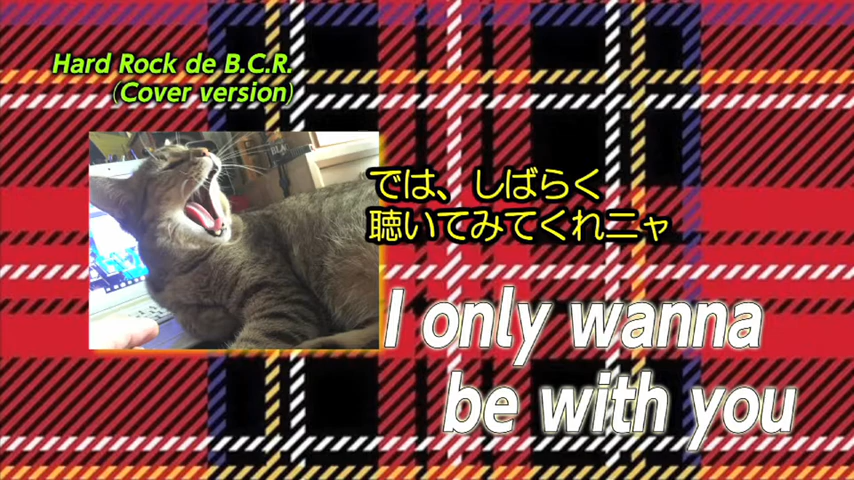 Hard Rock de B.C.R.
(Cover version)
では、しばらく
聴いてみてくれニャ
I only wanna
be with you